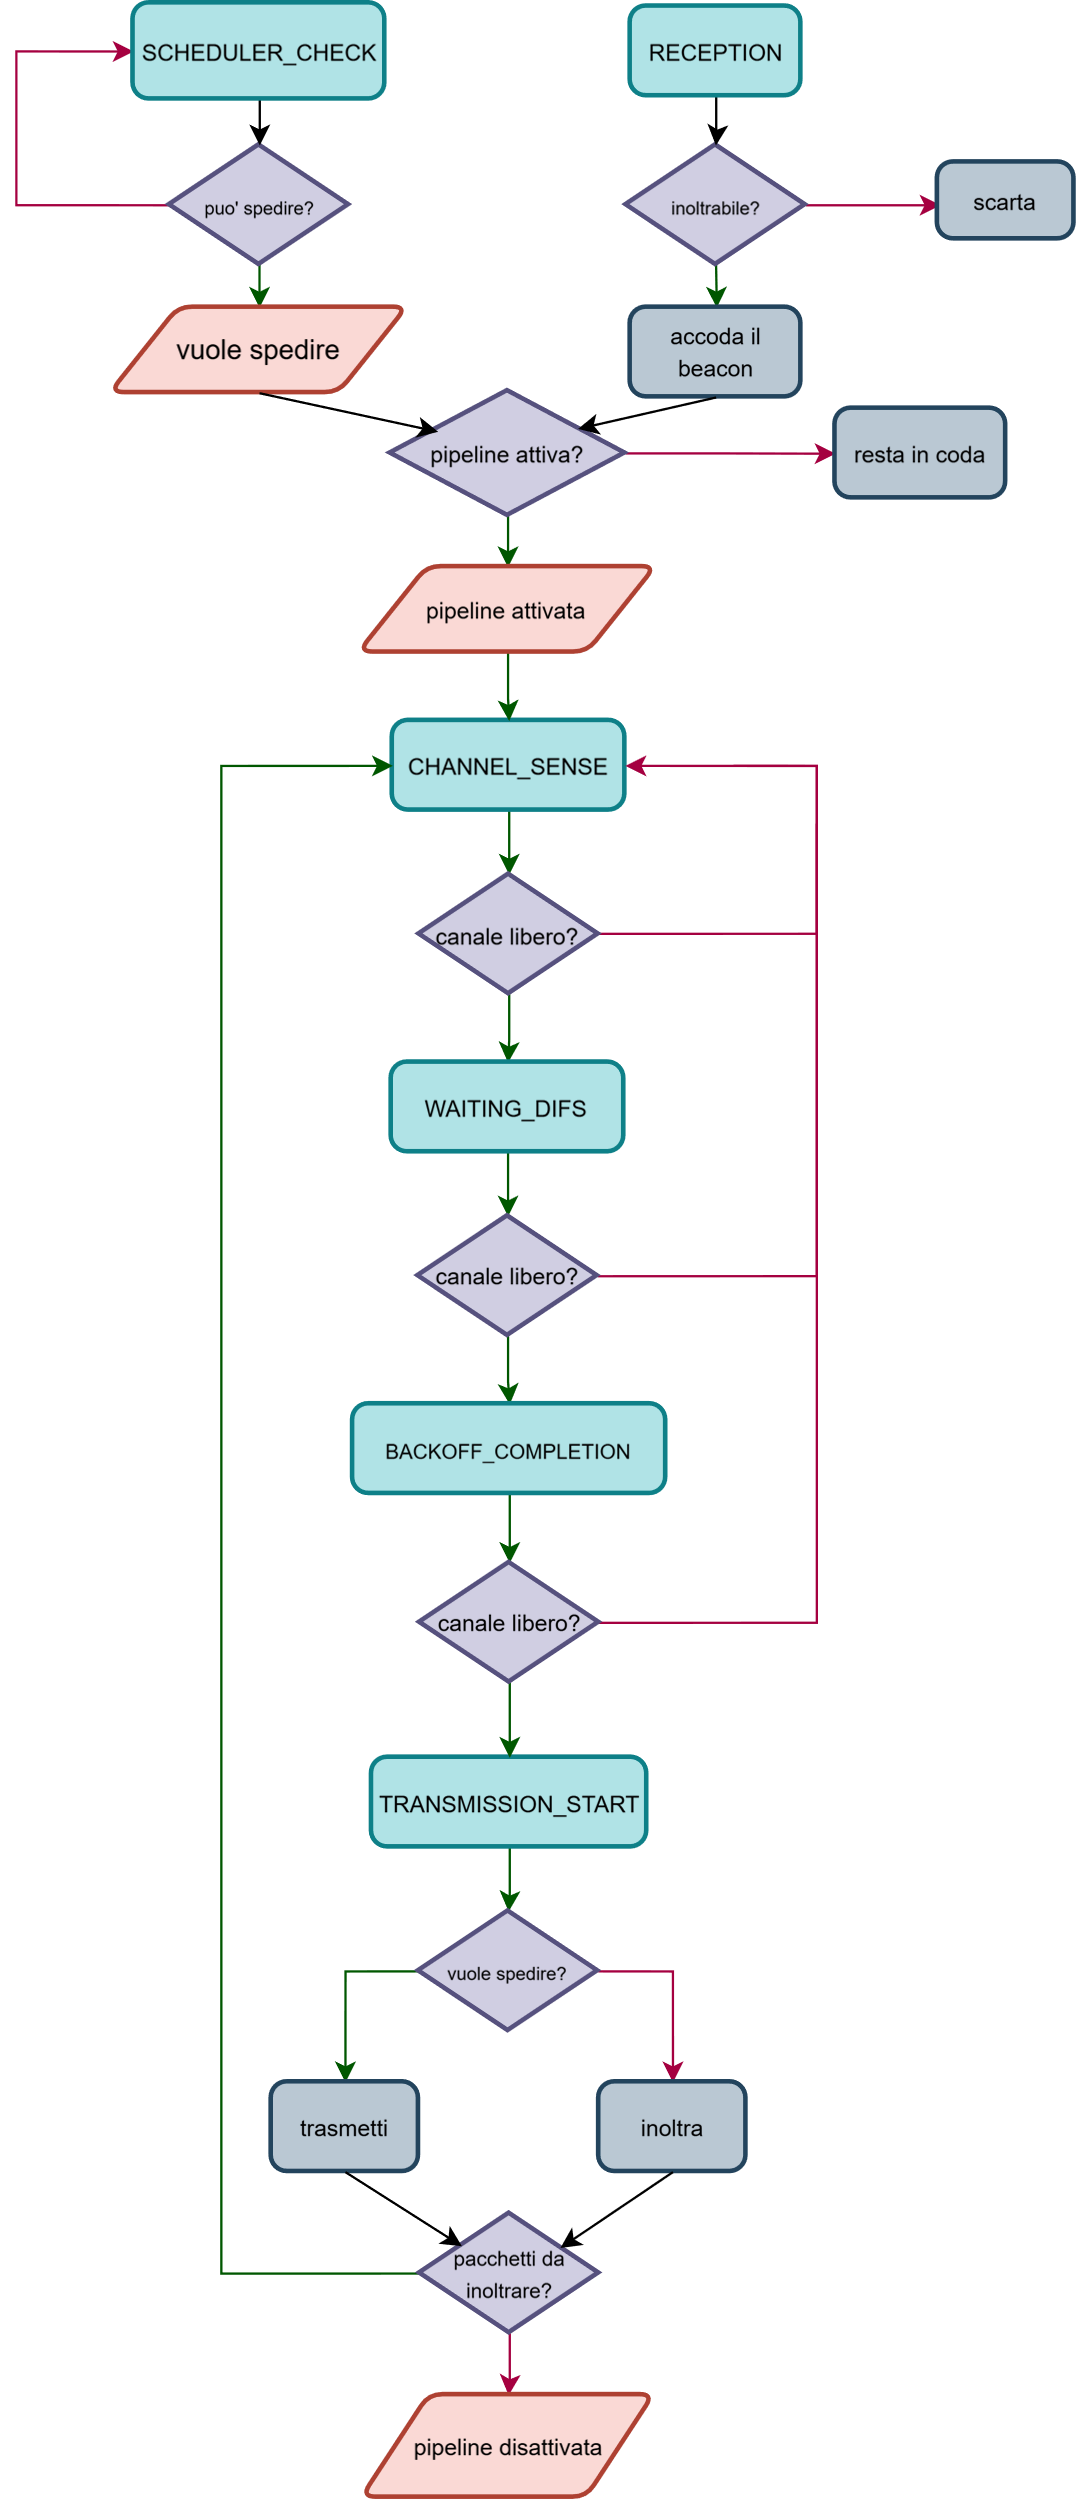 SCHEDULER_CHECK
RECEPTION
puo' spedire?
inoltrabile?
scarta
vuole spedire
accoda il
beacon
pipeline attiva?
resta in coda
pipeline attivata
CHANNEL_SENSE
canale libero?
WAITING_DIFS
canale libero?
BACKOFF_COMPLETION
canale libero?
TRANSMISSION_START
vuole spedire?
trasmetti
inoltra
pacchetti da
inoltrare?
pipeline disattivata